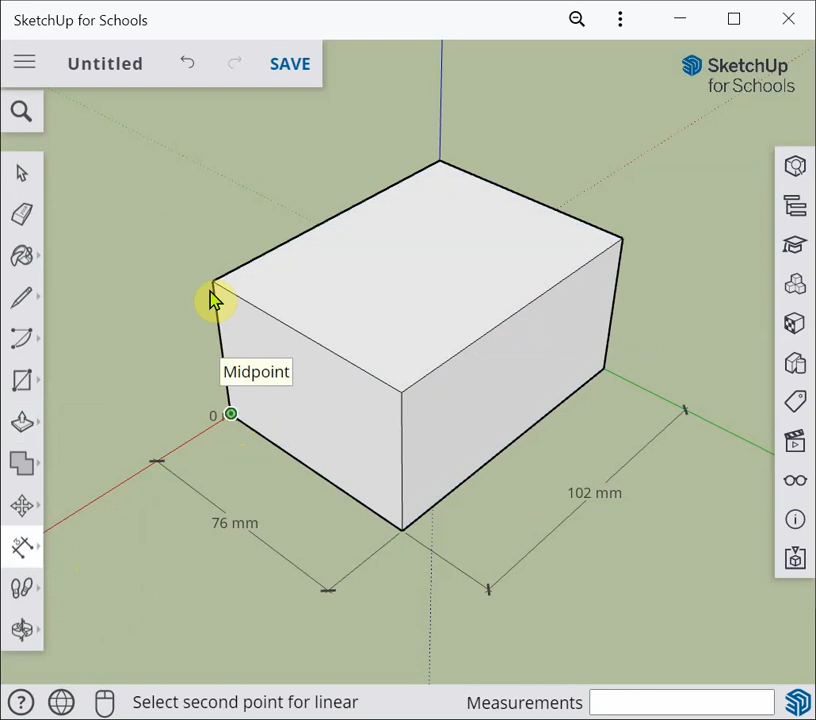 SketchUp for Schools
Untitled
SAVE
SketchUp
for Schools
Midpoint
0
102 mm
76 mm
Select second point for linear
Measurements